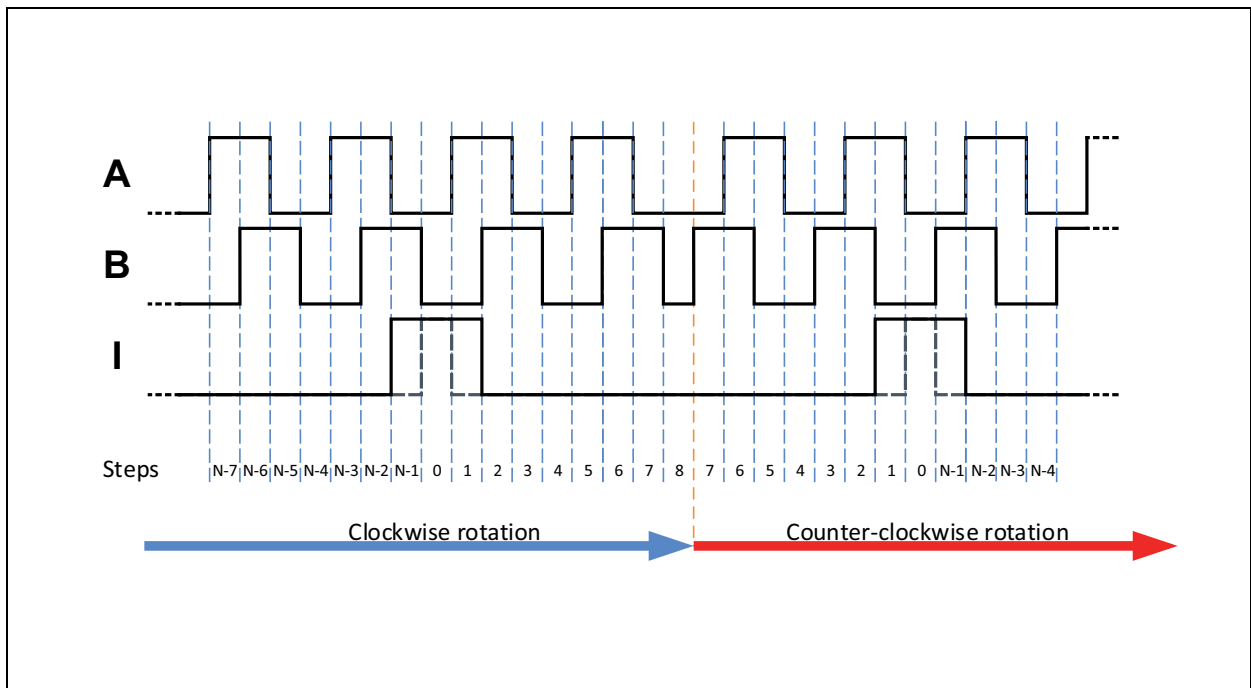 A
B
I
Steps N-7 N-6 N-5 N-4 N-3 N-2 N-1 0 1 2 3 4 5 6 7 8 7 6 5 4 3 2 1 0 N-1 N-2 N-3 N-4
Clockwise rotation Counter-clockwise rotation